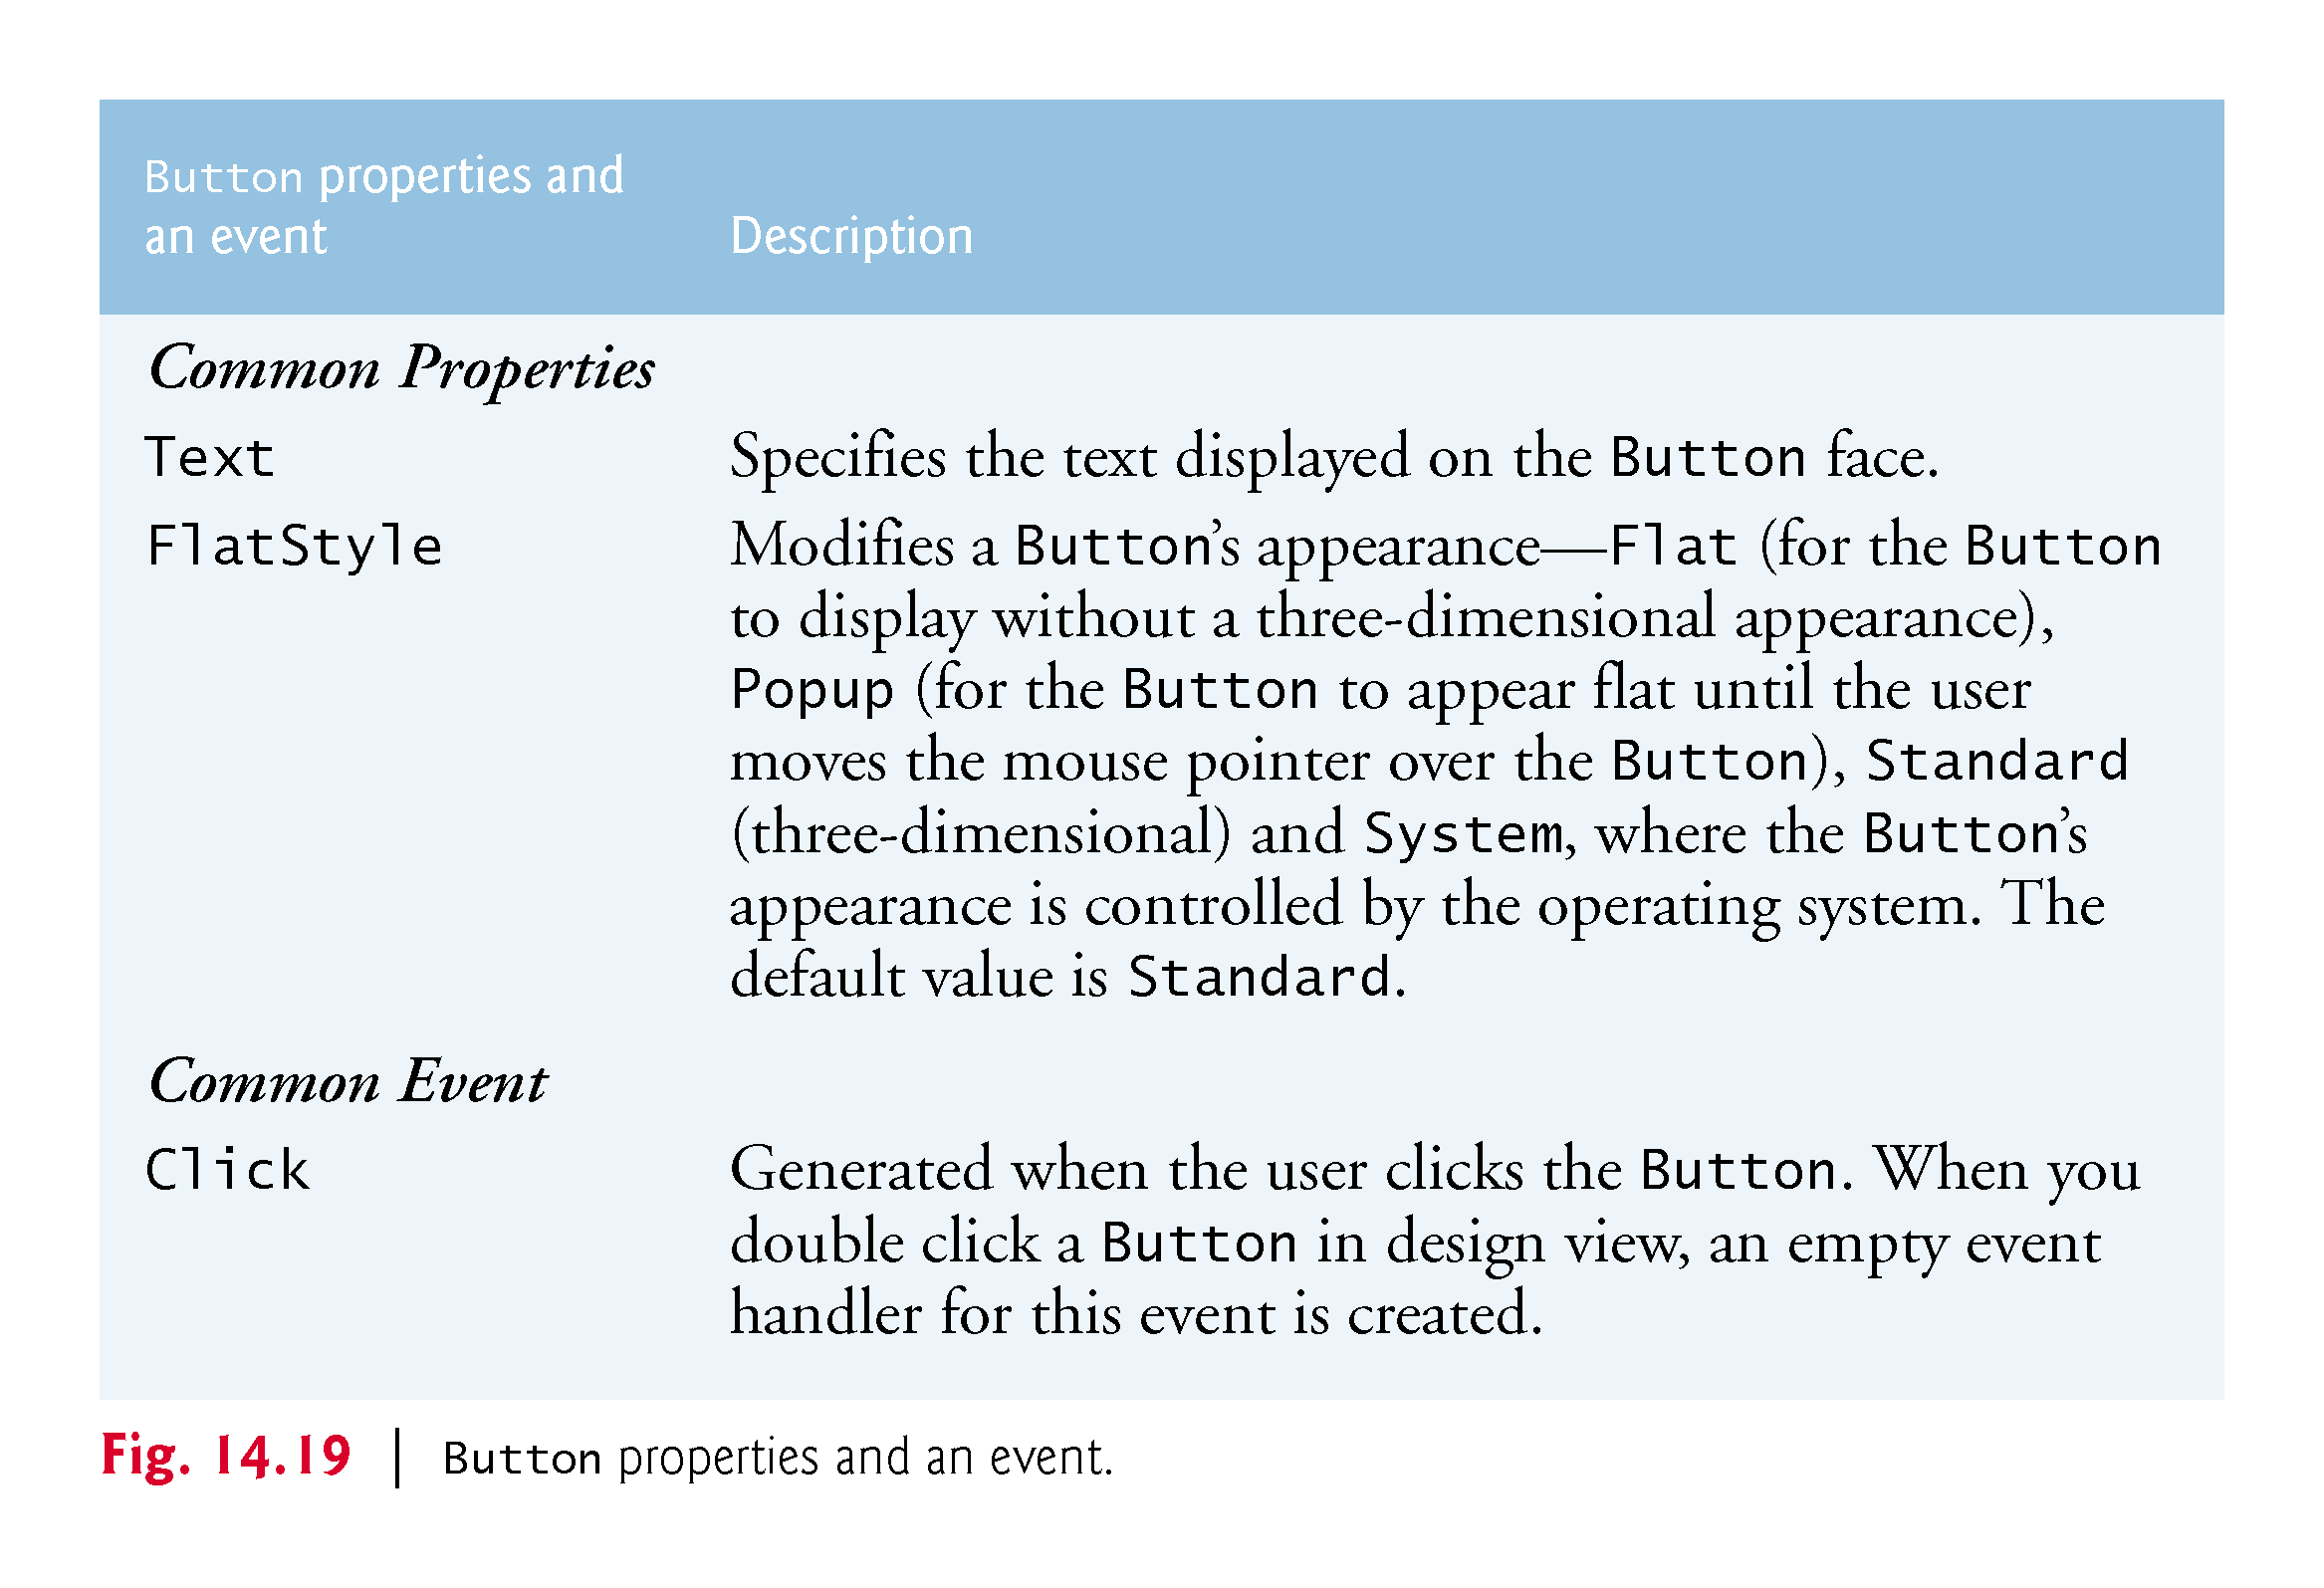 Button properties and
an event
Description
Common Properties
Text
Specifies the text displayed on the Button face.
FlatStyle
Modifies a Button’s appearance—Flat (for the Button
to display without a three-dimensional appearance),
Popup (for the Button to appear flat until the user
moves the mouse pointer over the Button), Standard
(three-dimensional) and System, where the Button’s
appearance is controlled by the operating system. The
default value is Standard.
Common Event
Click
Generated when the user clicks the Button. When you
double click a Button in design view, an empty event
handler for this event is created.
Fig. 14.19 | Button properties and an event.